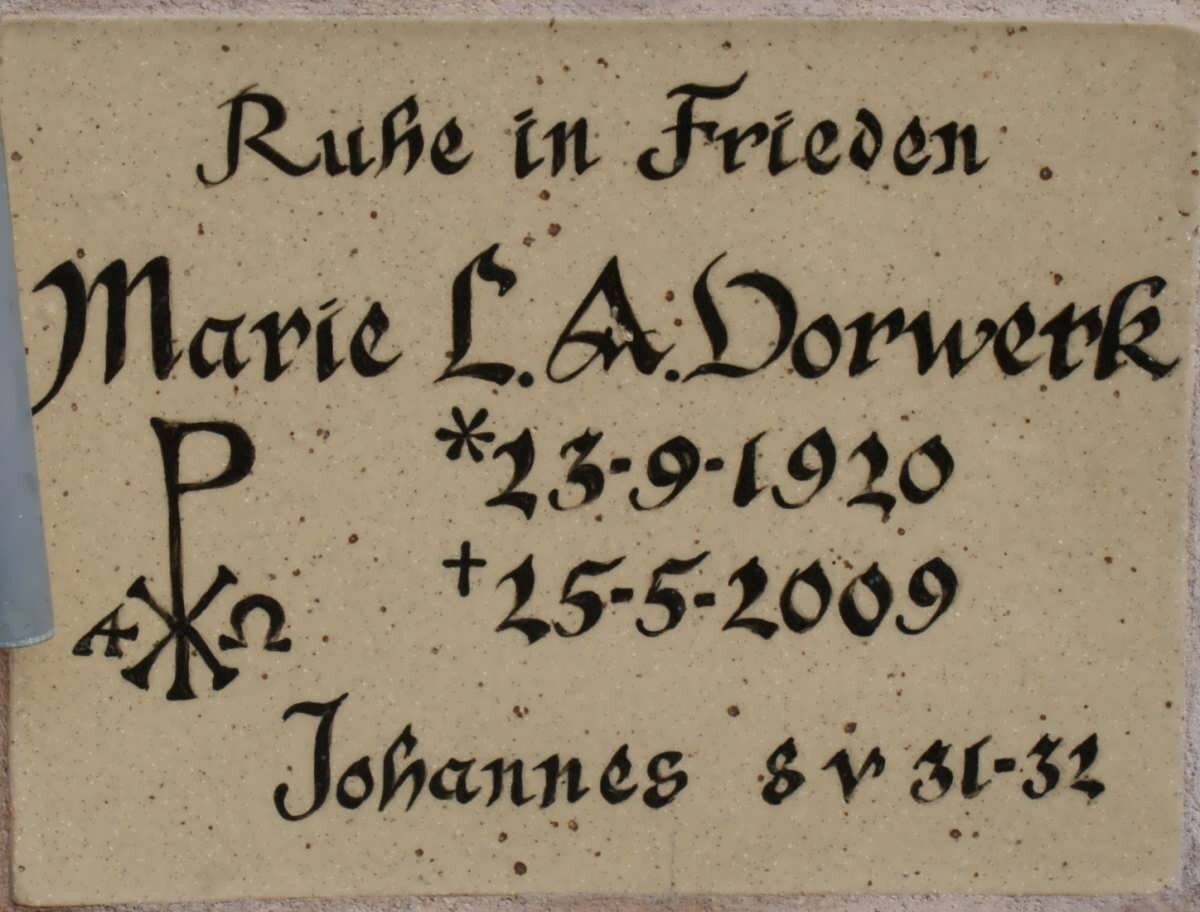 Ruhe in Frieden
Marie L. A. Vorwerk
*23-9-1920
†25-5-2009
Α Ω
Johannes 8 v 31-32